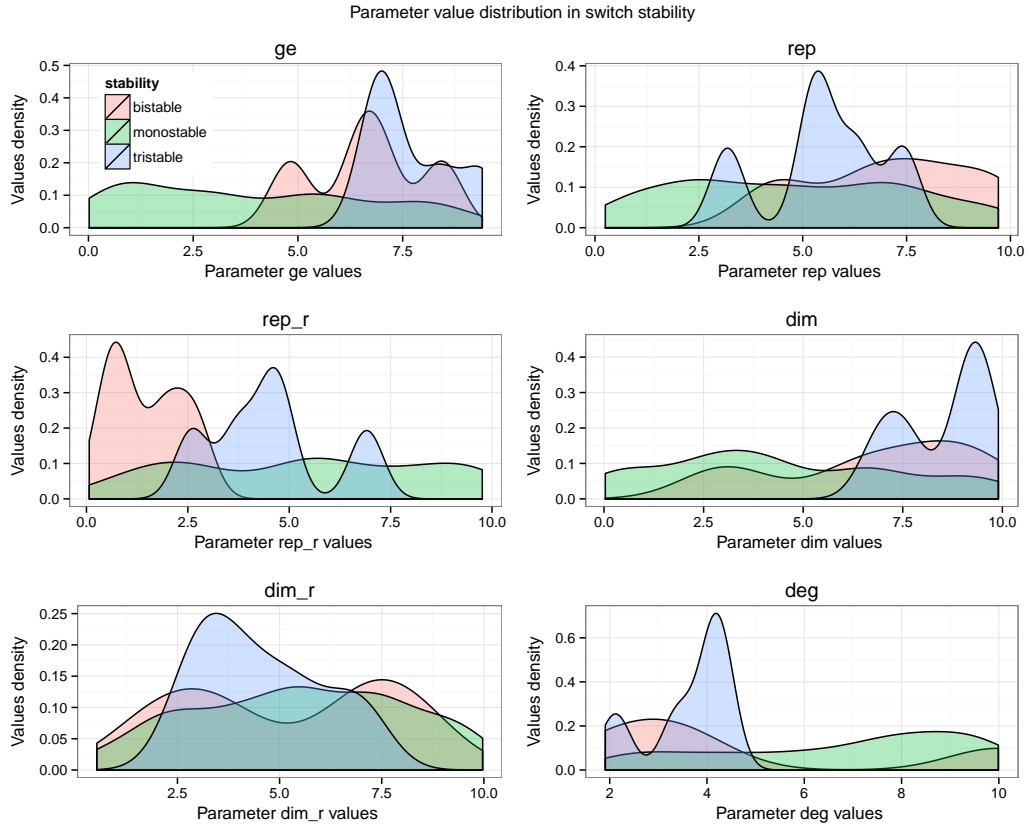 Parameter value distribution in switch stability
ge
Values density
0.5
0.4
0.3
0.2
0.1
0.0
stability
bistable
monostable
tristable
0.0 2.5 5.0 7.5
Parameter ge values
rep
Values density
0.4
0.3
0.2
0.1
0.0
0.0 2.5 5.0 7.5 10.0
Parameter rep values
rep_r
Values density
0.4
0.3
0.2
0.1
0.0
0.0 2.5 5.0 7.5 10.0
Parameter rep_r values
dim
Values density
0.4
0.3
0.2
0.1
0.0
0.0 2.5 5.0 7.5 10.0
Parameter dim values
dim_r
Values density
0.25
0.20
0.15
0.10
0.05
0.00
2.5 5.0 7.5 10.0
Parameter dim_r values
deg
Values density
0.6
0.4
0.2
0.0
2 4 6 8 10
Parameter deg values